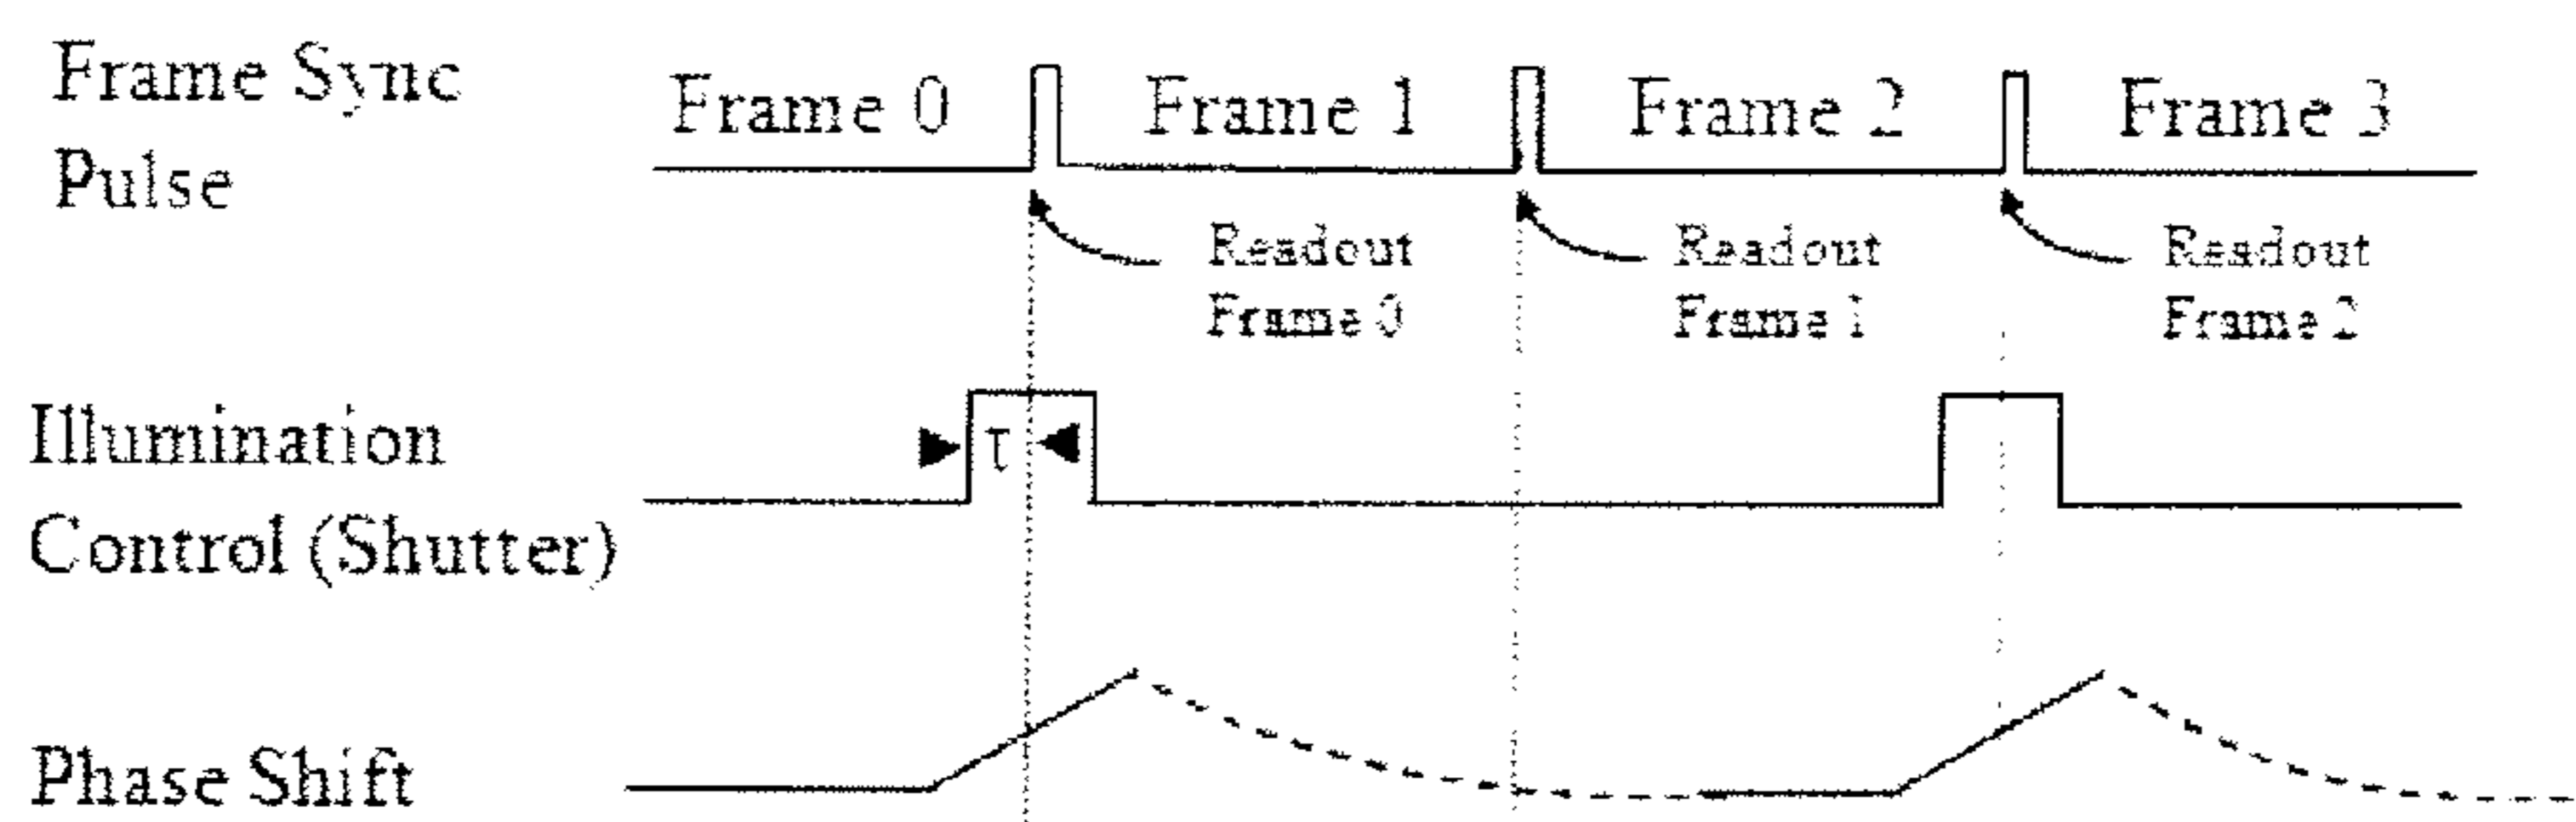 Frame Sync
Pulse
Frame 0
Frame 1
Frame 2
Frame 3
Readout
Frame 0
Readout
Frame 1
Readout
Frame 2
Illumination
Control (Shutter)
τ
Phase Shift